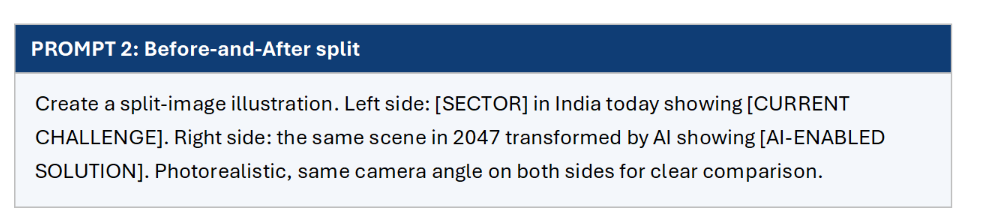 PROMPT 2: Before-and-After split
Create a split-image illustration. Left side: [SECTOR] in India today showing [CURRENT
CHALLENGE]. Right side: the same scene in 2047 transformed by AI showing [AI-ENABLED
SOLUTION]. Photorealistic, same camera angle on both sides for clear comparison.